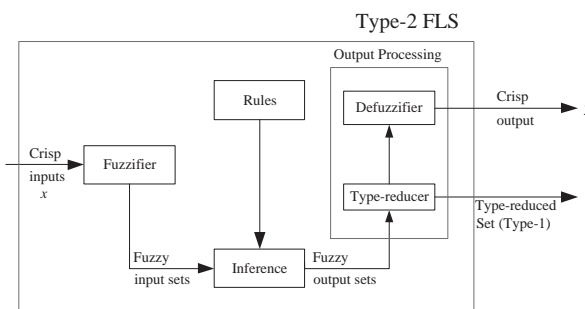 Type-2 FLS
Output Processing
Rules
Defuzzifier
Crisp
output
Crisp
inputs
x
Fuzzifier
Type-reducer
Type-reduced
Set (Type-1)
Fuzzy
input sets
Inference
Fuzzy
output sets